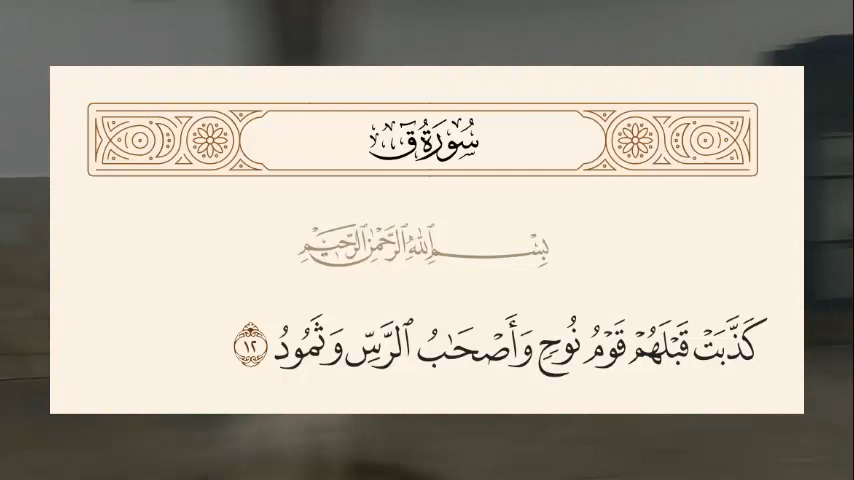 سُورَةُ قٓ
بِسْمِ ٱللَّهِ ٱلرَّحْمَٰنِ ٱلرَّحِيمِ
كَذَّبَتْ قَبْلَهُمْ قَوْمُ نُوحٍ وَأَصْحَٰبُ ٱلرَّسِّ وَثَمُودُ ١٢